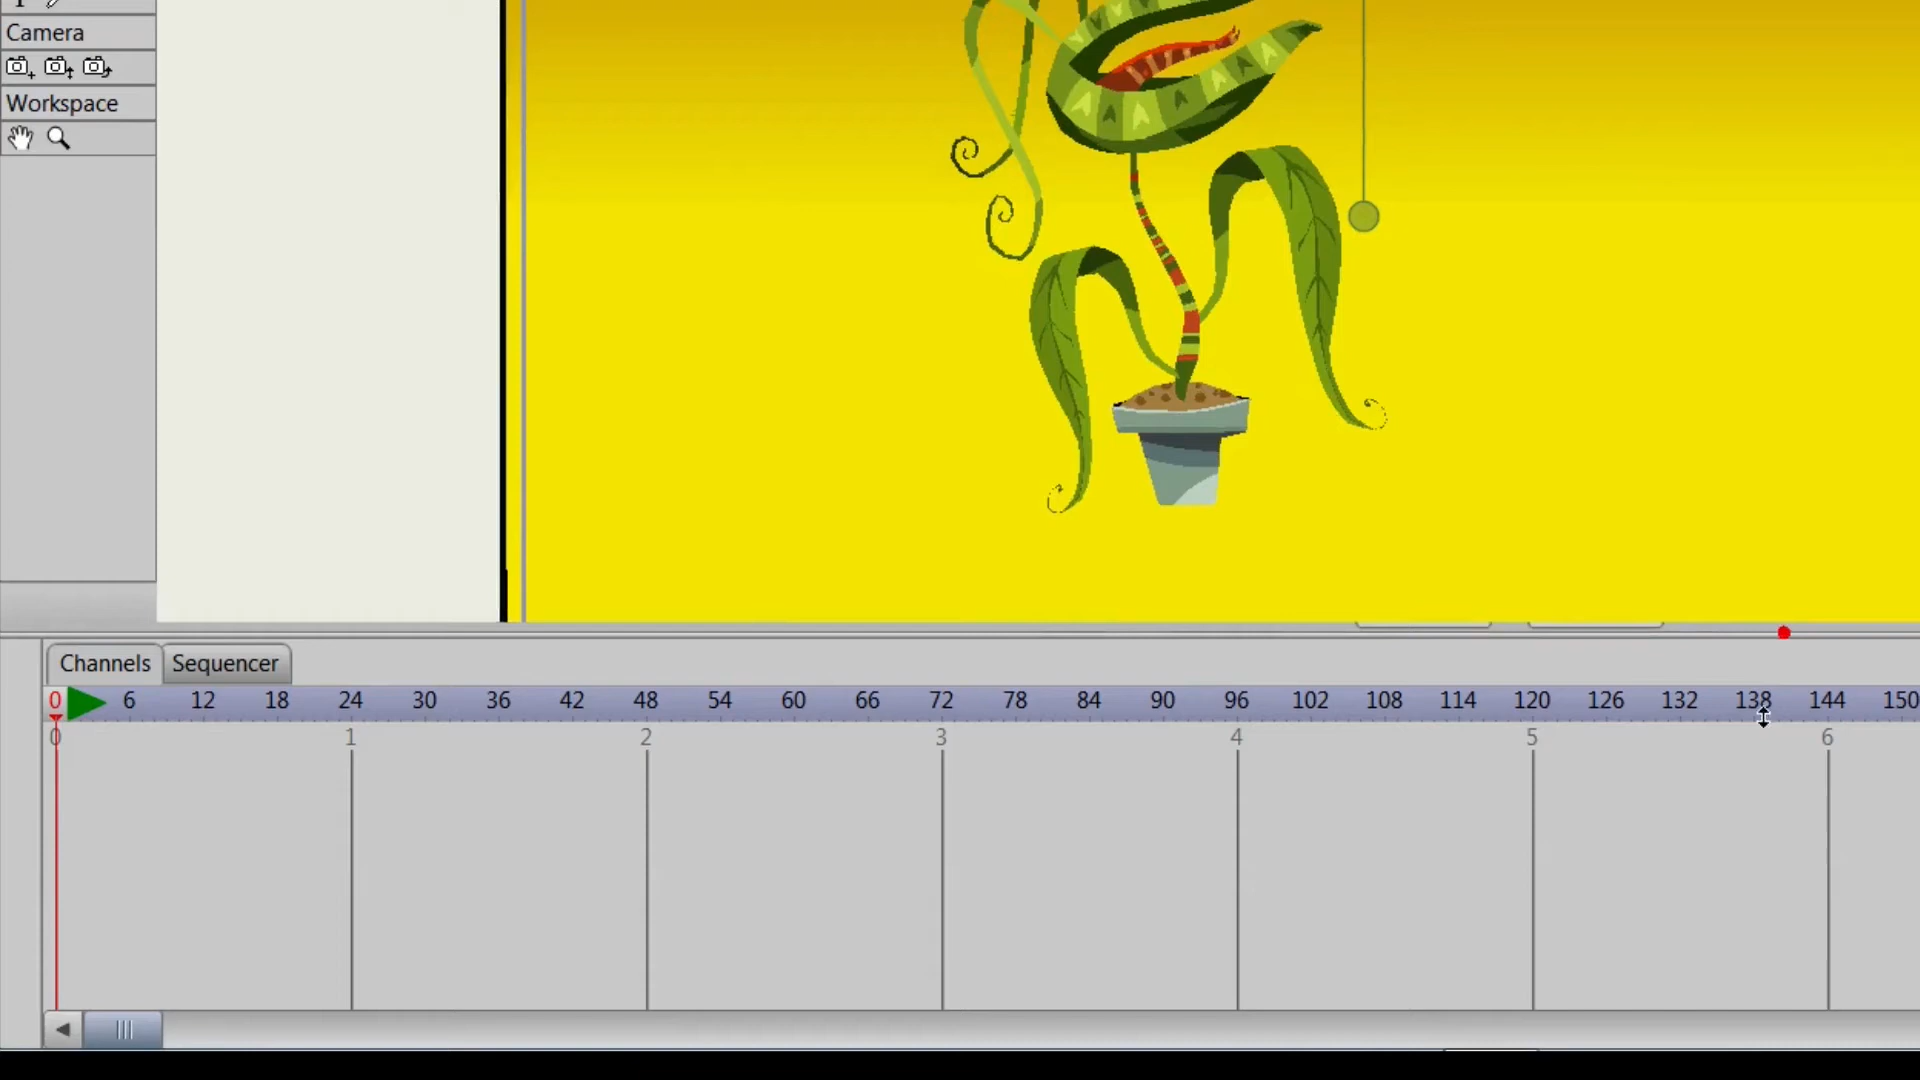 Camera
Workspace
Channels Sequencer
0 6 12 18 24 30 36 42 48 54 60 66 72 78 84 90 96 102 108 114 120 126 132 138 144 150
0 1 2 3 4 5 6